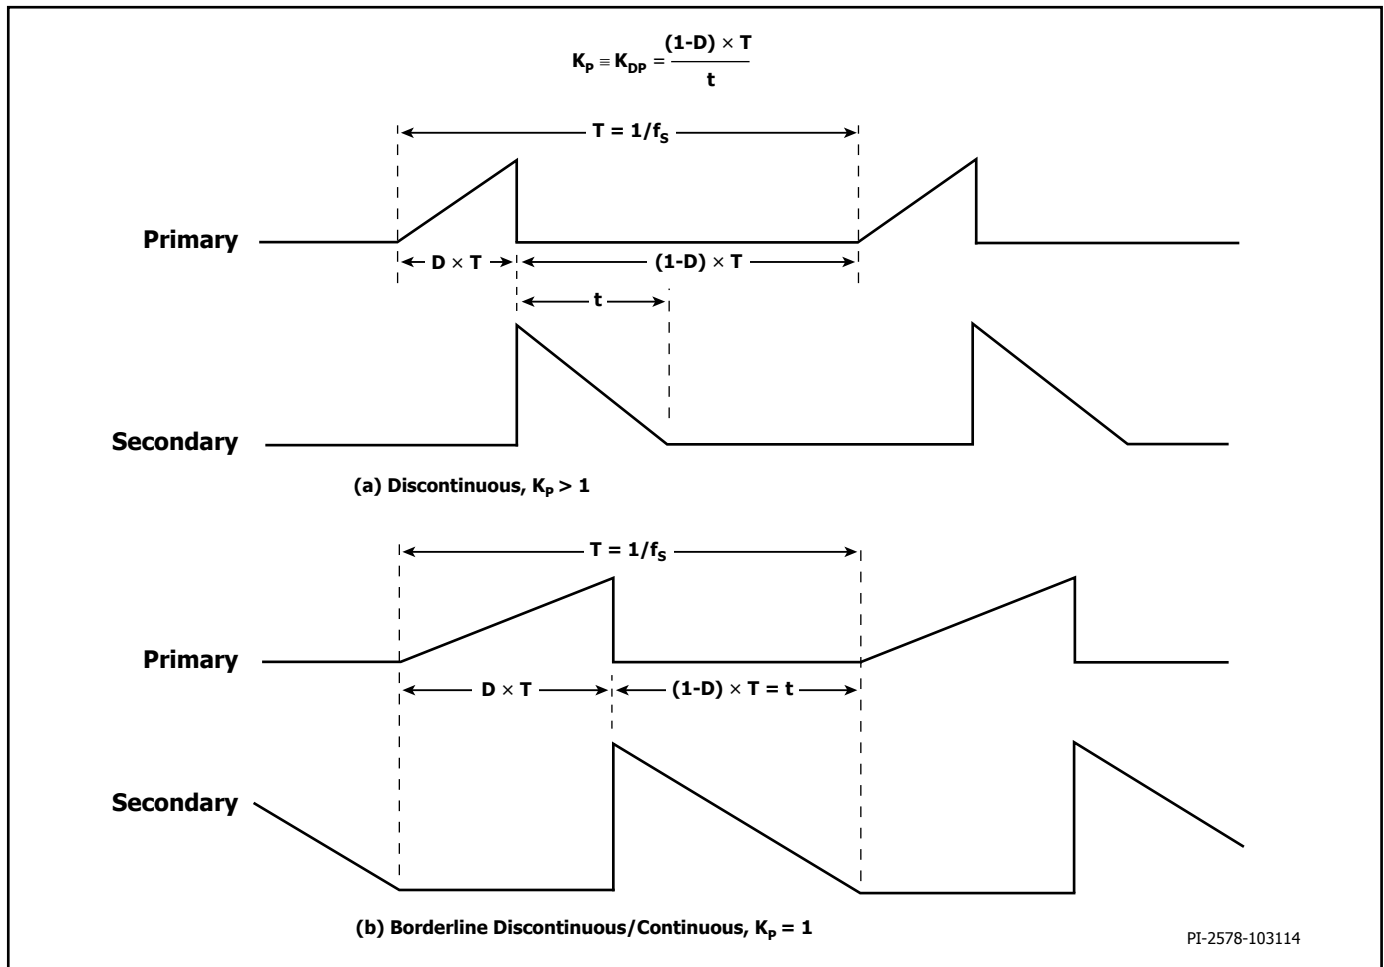 K_P ≡ K_DP = (1-D) × T / t
T = 1/f_S
Primary
D × T
(1-D) × T
t
Secondary
(a) Discontinuous, K_P > 1
T = 1/f_S
Primary
D × T
(1-D) × T = t
Secondary
(b) Borderline Discontinuous/Continuous, K_P = 1
PI-2578-103114